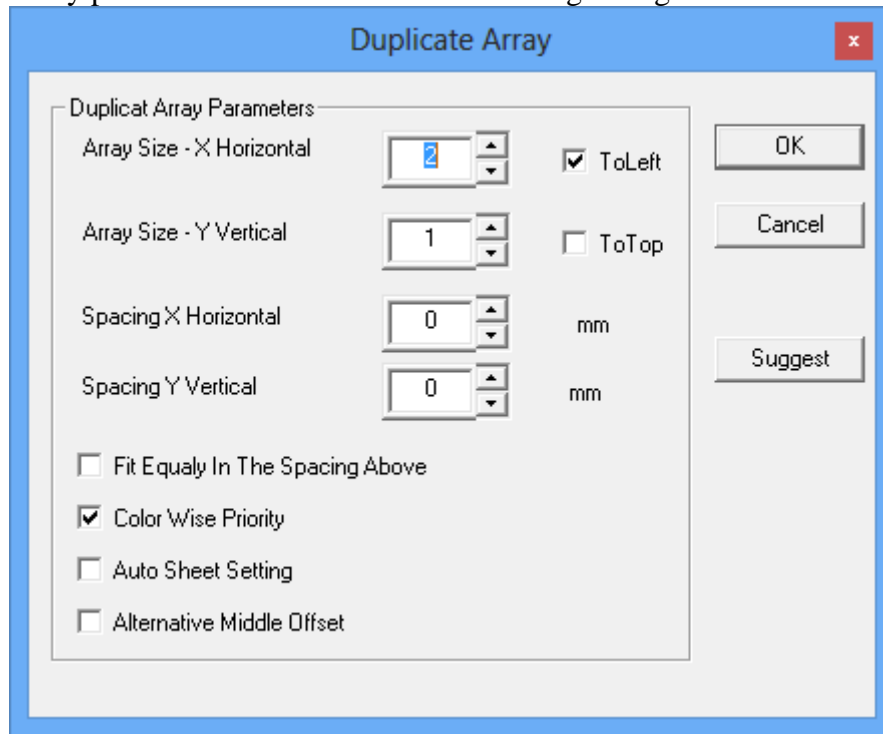 Duplicate Array
x
Duplicat Array Parameters
Array Size - X Horizontal 2 ToLeft OK
Array Size - Y Vertical 1 ToTop Cancel
Spacing X Horizontal 0 mm
Suggest
Spacing Y Vertical 0 mm
Fit Equaly In The Spacing Above
Color Wise Priority
Auto Sheet Setting
Alternative Middle Offset